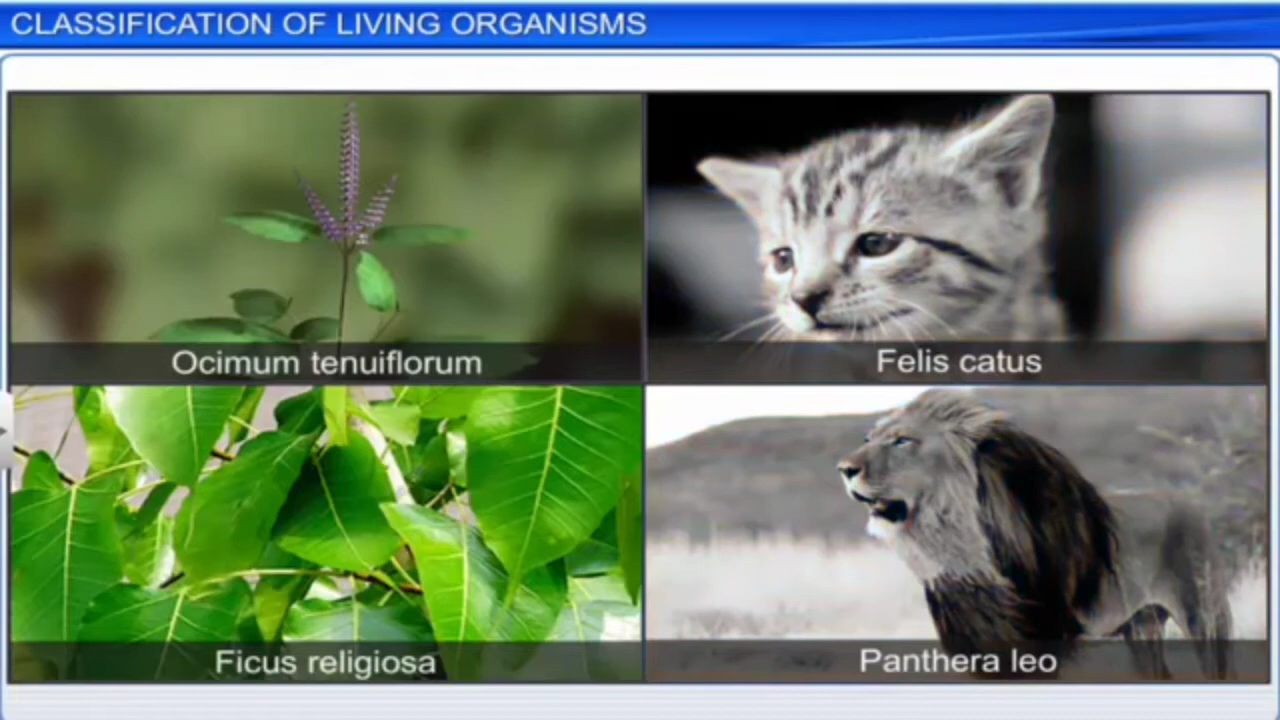 CLASSIFICATION OF LIVING ORGANISMS
Ocimum tenuiflorum
Felis catus
Ficus religiosa
Panthera leo